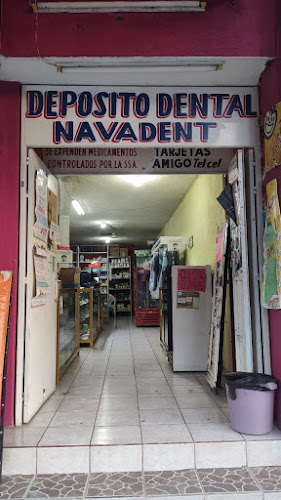 DEPOSITO DENTAL
NAVADENT
SE EXPENDEN MEDICAMENTOS
CONTROLADOS POR LA SSA.
TARJETAS
AMIGO Telcel